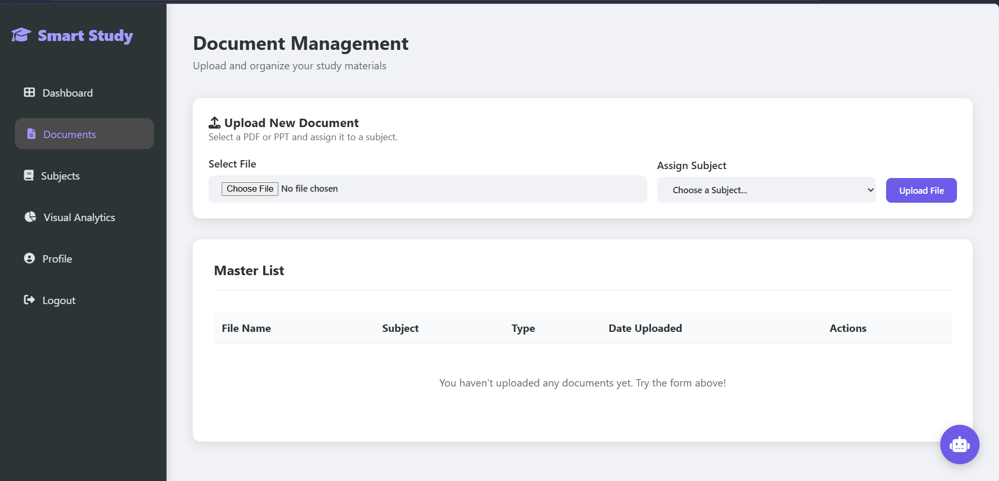 Smart Study
Dashboard
Documents
Subjects
Visual Analytics
Profile
Logout
Document Management
Upload and organize your study materials
Upload New Document
Select a PDF or PPT and assign it to a subject.
Select File
Choose File No file chosen
Assign Subject
Choose a Subject...
Upload File
Master List
File Name Subject Type Date Uploaded Actions
You haven't uploaded any documents yet. Try the form above!